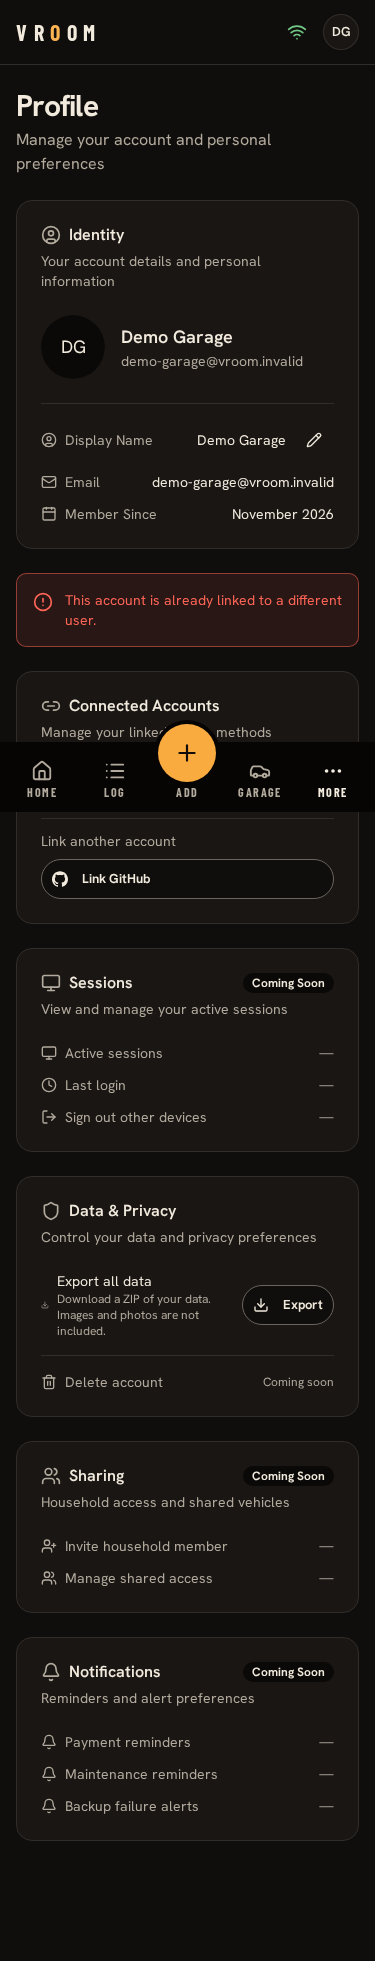 VROOM
DG
Profile
Manage your account and personal
preferences
Identity
Your account details and personal
information
DG
Demo Garage
demo-garage@vroom.invalid
Display Name
Demo Garage
Email
demo-garage@vroom.invalid
Member Since
November 2026
This account is already linked to a different
user.
Connected Accounts
Manage your linked methods
HOME
LOG
ADD
GARAGE
MORE
Link another account
Link GitHub
Sessions
Coming Soon
View and manage your active sessions
Active sessions
—
Last login
—
Sign out other devices
—
Data & Privacy
Control your data and privacy preferences
Export all data
Download a ZIP of your data.
Images and photos are not
included.
Export
Delete account
Coming soon
Sharing
Coming Soon
Household access and shared vehicles
Invite household member
—
Manage shared access
—
Notifications
Coming Soon
Reminders and alert preferences
Payment reminders
—
Maintenance reminders
—
Backup failure alerts
—